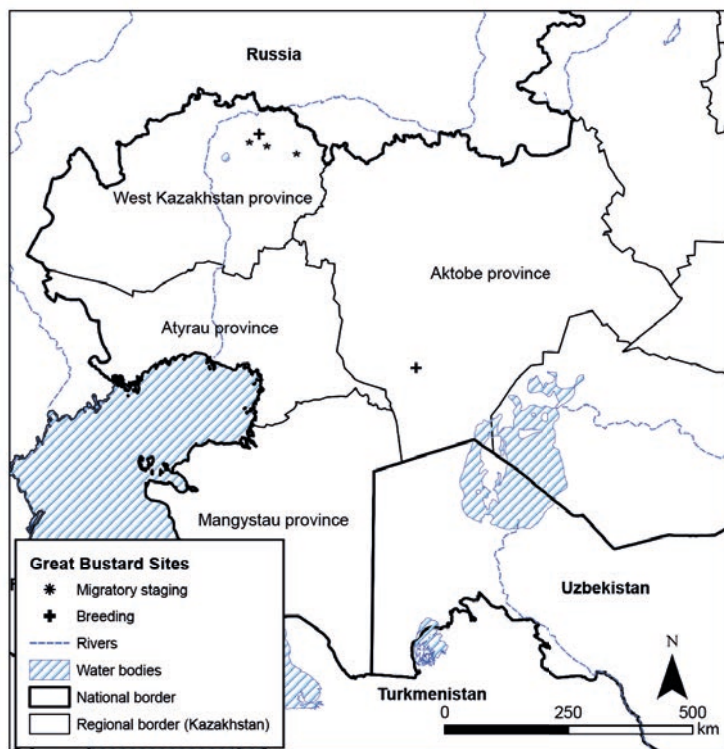 Russia
West Kazakhstan province
Aktobe province
Atyrau province
Mangystau province
Uzbekistan
Turkmenistan
Great Bustard Sites
Migratory staging
Breeding
Rivers
Water bodies
National border
Regional border (Kazakhstan)
N
0 250 500
km